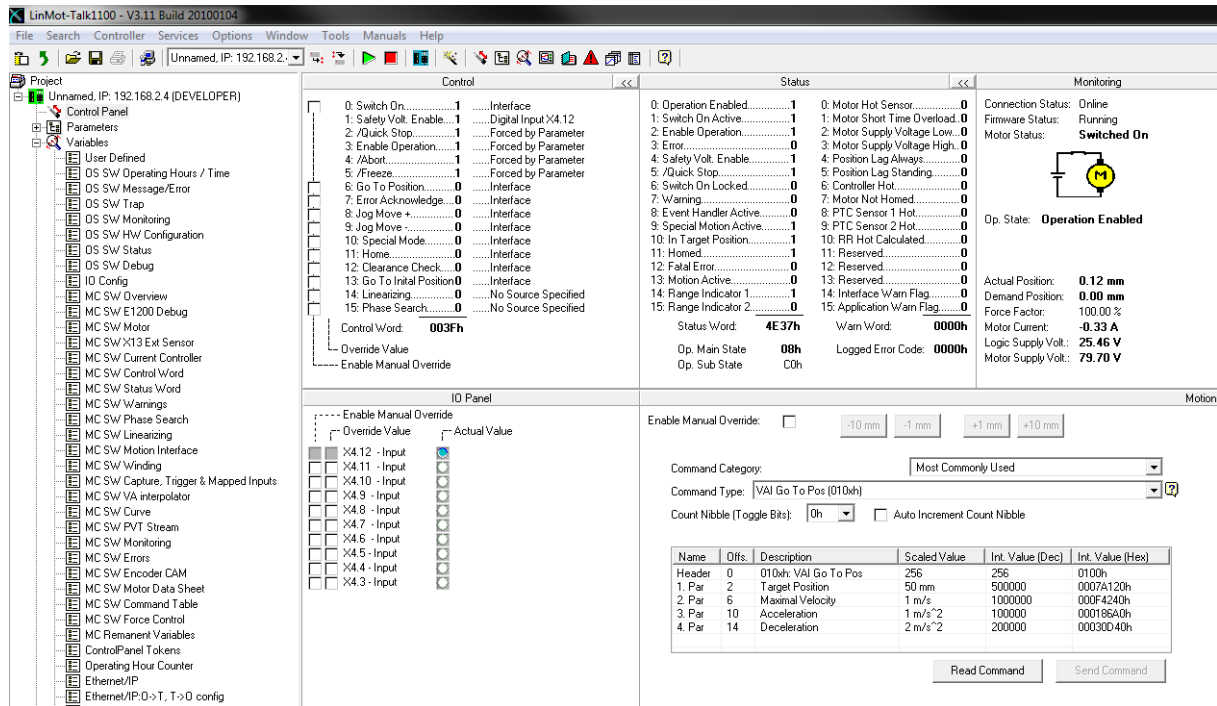 LinMot-Talk1100 - V3.11 Build 20100104
File Search Controller Services Options Window Tools Manuals Help
Unnamed, IP: 192.168.2.
Project
Unnamed, IP: 192.168.2.4 (DEVELOPER)
Control Panel
Parameters
Variables
User Defined
OS SW Operating Hours / Time
OS SW Message/Error
OS SW Trap
OS SW Monitoring
OS SW HW Configuration
OS SW Status
OS SW Debug
IO Config
MC SW Overview
MC SW E1200 Debug
MC SW Motor
MC SW X13 Ext Sensor
MC SW Current Controller
MC SW Control Word
MC SW Status Word
MC SW Warnings
MC SW Phase Search
MC SW Linearizing
MC SW Motion Interface
MC SW Winding
MC SW Capture, Trigger & Mapped Inputs
MC SW VA interpolator
MC SW Curve
MC SW PVT Stream
MC SW Monitoring
MC SW Errors
MC SW Encoder CAM
MC SW Motor Data Sheet
MC SW Command Table
MC SW Force Control
MC Remanent Variables
ControlPanel Tokens
Operating Hour Counter
Ethernet/IP
Ethernet/IP:O->T, T->O config
Control <<
0: Switch On................1 ......Interface
1: Safety Volt. Enable....1 ......Digital Input X4.12
2: /Quick Stop..............1 ......Forced by Parameter
3: Enable Operation.......1 ......Forced by Parameter
4: /Abort.....................1 ......Forced by Parameter
5: /Freeze...................1 ......Forced by Parameter
6: Go To Position..........0 ......Interface
7: Error Acknowledge....0 ......Interface
8: Jog Move +..............0 ......Interface
9: Jog Move -...............0 ......Interface
10: Special Mode..........0 ......Interface
11: Home.....................0 ......Interface
12: Clearance Check.....0 ......Interface
13: Go To Inital Position0 ......Interface
14: Linearizing..............0 ......No Source Specified
15: Phase Search.........0 ......No Source Specified
Control Word: 003Fh
Override Value
Enable Manual Override
Status <<
0: Operation Enabled..........1 0: Motor Hot Sensor..........0
1: Switch On Active............1 1: Motor Short Time Overload..0
2: Enable Operation............1 2: Motor Supply Voltage Low...0
3: Error.............................0 3: Motor Supply Voltage High..0
4: Safety Volt. Enable.........1 4: Position Lag Always.......0
5: /Quick Stop...................1 5: Position Lag Standing.....0
6: Switch On Locked..........0 6: Controller Hot...............0
7: Warning........................0 7: Motor Not Homed...........0
8: Event Handler Active.......0 8: PTC Sensor 1 Hot...........0
9: Special Motion Active......1 9: PTC Sensor 2 Hot...........0
10: In Target Position..........1 10: RR Hot Calculated.........0
11: Homed........................1 11: Reserved....................0
12: Fatal Error...................0 12: Reserved....................0
13: Motion Active...............0 13: Reserved....................0
14: Range Indicator 1.........1 14: Interface Warn Flag.......0
15: Range Indicator 2.........0 15: Application Warn Flag.....0
Status Word: 4E37h Warn Word: 0000h
Op. Main State 08h Logged Error Code: 0000h
Op. Sub State C0h
Monitoring
Connection Status: Online
Firmware Status: Running
Motor Status: Switched On
M
Op. State: Operation Enabled
Actual Position: 0.12 mm
Demand Position: 0.00 mm
Force Factor: 100.00 %
Motor Current: -0.33 A
Logic Supply Volt.: 25.46 V
Motor Supply Volt.: 79.70 V
IO Panel
Enable Manual Override
Override Value Actual Value
X4.12 - Input
X4.11 - Input
X4.10 - Input
X4.9 - Input
X4.8 - Input
X4.7 - Input
X4.6 - Input
X4.5 - Input
X4.4 - Input
X4.3 - Input
Motion
Enable Manual Override: -10 mm -1 mm +1 mm +10 mm
Command Category: Most Commonly Used
Command Type: VAI Go To Pos (010xh)
Count Nibble (Toggle Bits): 0h Auto Increment Count Nibble
Name Offs. Description Scaled Value Int. Value (Dec) Int. Value (Hex)
Header 0 010xh: VAI Go To Pos 256 256 0100h
1. Par 2 Target Position 50 mm 500000 0007A120h
2. Par 6 Maximal Velocity 1 m/s 1000000 000F4240h
3. Par 10 Acceleration 1 m/s^2 100000 000186A0h
4. Par 14 Deceleration 2 m/s^2 200000 00030D40h
Read Command Send Command